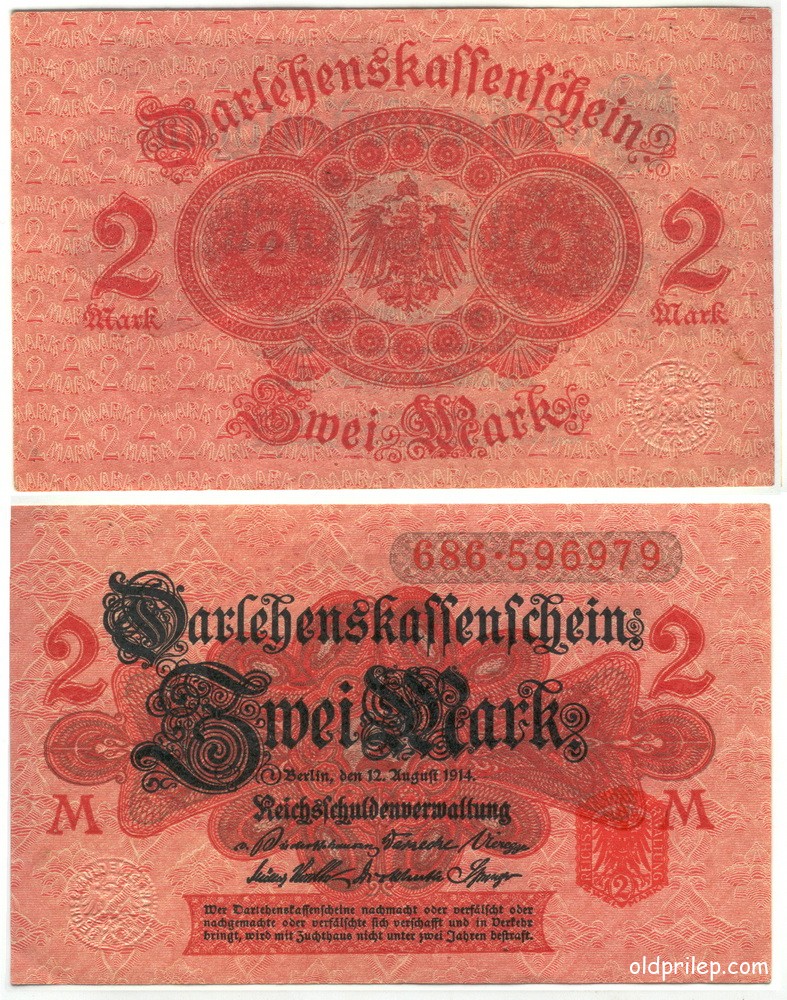 Darlehenskassenschein
2
Mark
2
Mark
Zwei Mark
686·596979
Darlehenskassenschein.
2
2
Zwei Mark.
Berlin, den 12. August 1914.
Reichsschuldenverwaltung
M
M
2
Wer Darlehenskassenscheine nachmacht oder verfälscht oder
nachgemachte oder verfälschte sich verschafft und in Verkehr
bringt, wird mit Zuchthaus nicht unter zwei Jahren bestraft.
oldprilep.com